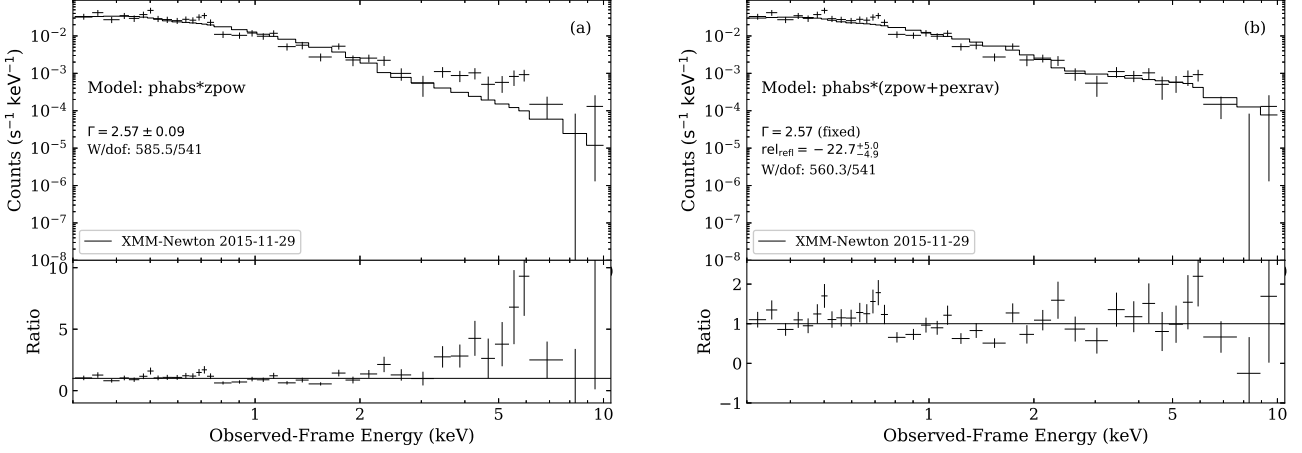 (a)
Model: phabs*zpow
Γ = 2.57 ± 0.09
W/dof: 585.5/541
XMM-Newton 2015-11-29
Counts (s⁻¹ keV⁻¹)
10⁻²
10⁻³
10⁻⁴
10⁻⁵
10⁻⁶
10⁻⁷
10⁻⁸
Ratio
10
5
0
1 2 5 10
Observed-Frame Energy (keV)
(b)
Model: phabs*(zpow+pexrav)
Γ = 2.57 (fixed)
rel_refl = −22.7 +5.0 −4.9
W/dof: 560.3/541
XMM-Newton 2015-11-29
Counts (s⁻¹ keV⁻¹)
10⁻²
10⁻³
10⁻⁴
10⁻⁵
10⁻⁶
10⁻⁷
10⁻⁸
Ratio
2
1
0
−1
1 2 5 10
Observed-Frame Energy (keV)